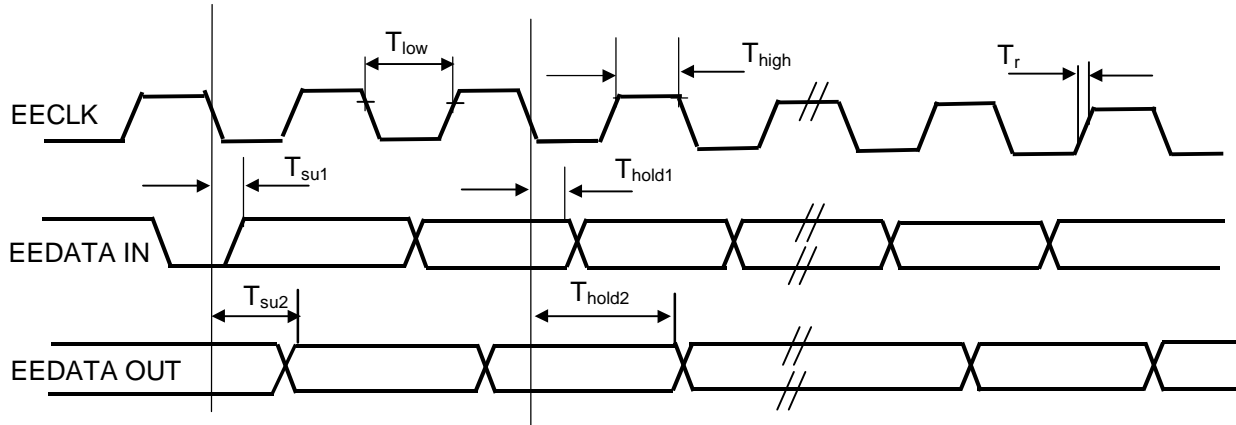 Tlow
Thigh
Tr
EECLK
Tsu1
Thold1
EEDATA IN
Tsu2
Thold2
EEDATA OUT